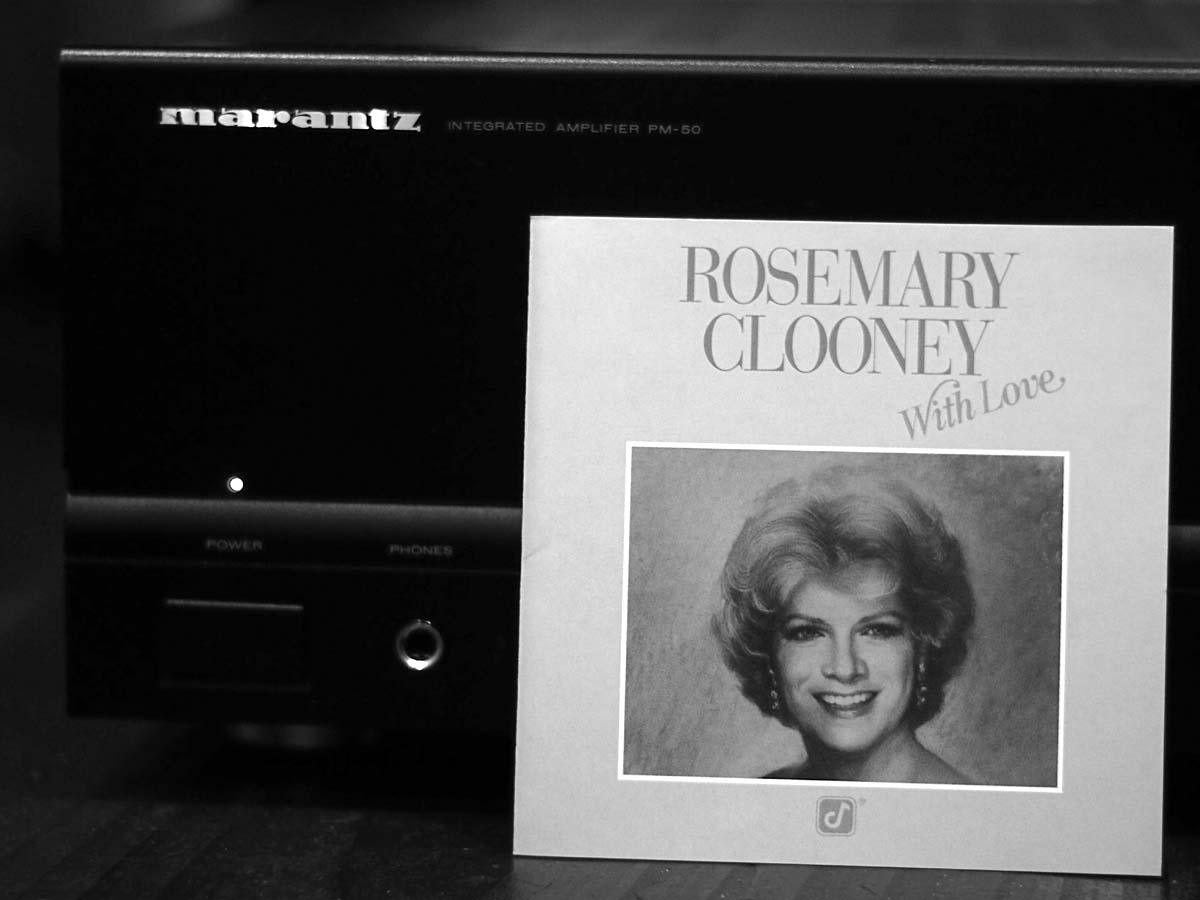 marantz INTEGRATED AMPLIFIER PM-50
ROSEMARY
CLOONEY
With Love
POWER
PHONES